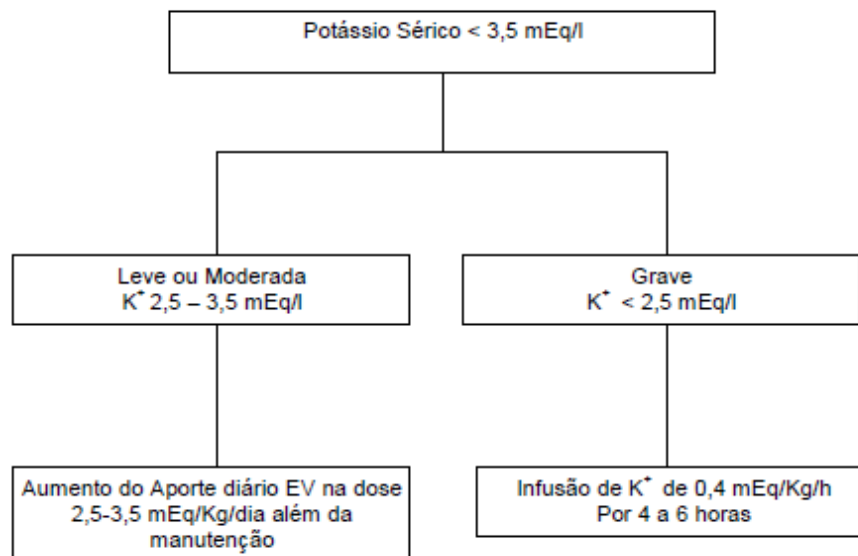 Potássio Sérico < 3,5 mEq/l
Leve ou Moderada
K⁺ 2,5 – 3,5 mEq/l
Grave
K⁺ < 2,5 mEq/l
Aumento do Aporte diário EV na dose
2,5-3,5 mEq/Kg/dia além da
manutenção
Infusão de K⁺ de 0,4 mEq/Kg/h
Por 4 a 6 horas